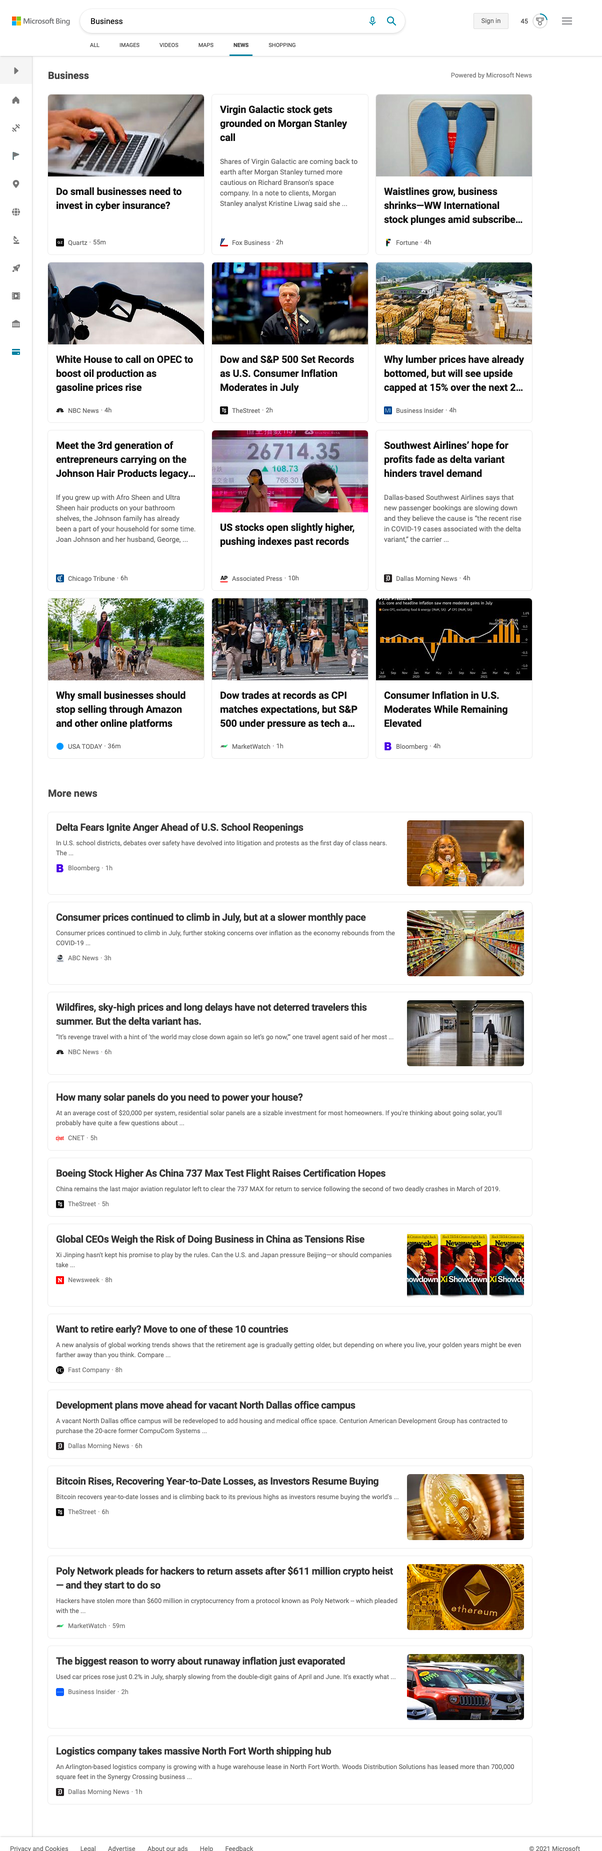 Microsoft Bing
Business
Sign in
45
ALL IMAGES VIDEOS MAPS NEWS SHOPPING
Business
Powered by Microsoft News
Do small businesses need to
invest in cyber insurance?
Quartz · 55m
Virgin Galactic stock gets
grounded on Morgan Stanley
call
Shares of Virgin Galactic are coming back to
earth after Morgan Stanley turned more
cautious on Richard Branson's space
company. In a note to clients, Morgan
Stanley analyst Kristine Liwag said she ...
Fox Business · 2h
Waistlines grow, business
shrinks—WW International
stock plunges amid subscribe...
Fortune · 4h
White House to call on OPEC to
boost oil production as
gasoline prices rise
NBC News · 4h
Dow and S&P 500 Set Records
as U.S. Consumer Inflation
Moderates in July
TheStreet · 2h
Why lumber prices have already
bottomed, but will see upside
capped at 15% over the next 2...
Business Insider · 4h
Meet the 3rd generation of
entrepreneurs carrying on the
Johnson Hair Products legacy...
If you grew up with Afro Sheen and Ultra
Sheen hair products on your bathroom
shelves, the Johnson family has already
been a part of your household for some time.
Joan Johnson and her husband, George, ...
Chicago Tribune · 6h
26714.35
108.73
US stocks open slightly higher,
pushing indexes past records
Associated Press · 10h
Southwest Airlines' hope for
profits fade as delta variant
hinders travel demand
Dallas-based Southwest Airlines says that
new passenger bookings are slowing down
and they believe the cause is "the recent rise
in COVID-19 cases associated with the delta
variant," the carrier ...
Dallas Morning News · 4h
Why small businesses should
stop selling through Amazon
and other online platforms
USA TODAY · 36m
Dow trades at records as CPI
matches expectations, but S&P
500 under pressure as tech a...
MarketWatch · 1h
U.S. core and headline inflation saw more moderate gains in July
Consumer Inflation in U.S.
Moderates While Remaining
Elevated
Bloomberg · 4h
More news
Delta Fears Ignite Anger Ahead of U.S. School Reopenings
In U.S. school districts, debates over safety have devolved into litigation and protests as the first day of class nears.
The ...
Bloomberg · 1h
Consumer prices continued to climb in July, but at a slower monthly pace
Consumer prices continued to climb in July, further stoking concerns over inflation as the economy rebounds from the
COVID-19 ...
ABC News · 3h
Wildfires, sky-high prices and long delays have not deterred travelers this
summer. But the delta variant has.
"It's revenge travel with a hint of 'the world may close down again so let's go now,'" one travel agent said of her most ...
NBC News · 6h
How many solar panels do you need to power your house?
At an average cost of $20,000 per system, residential solar panels are a sizable investment for most homeowners. If you're thinking about going solar, you'll
probably have quite a few questions about ...
CNET · 5h
Boeing Stock Higher As China 737 Max Test Flight Raises Certification Hopes
China remains the last major aviation regulator left to clear the 737 MAX for return to service following the second of two deadly crashes in March of 2019.
TheStreet · 5h
Global CEOs Weigh the Risk of Doing Business in China as Tensions Rise
Xi Jinping hasn't kept his promise to play by the rules. Can the U.S. and Japan pressure Beijing—or should companies
take ...
Newsweek · 8h
Newsweek
Xi Showdown
Want to retire early? Move to one of these 10 countries
A new analysis of global working trends shows that the retirement age is gradually getting older, but depending on where you live, your golden years might be even
farther away than you think. Compare ...
Fast Company · 8h
Development plans move ahead for vacant North Dallas office campus
A vacant North Dallas office campus will be redeveloped to add housing and medical office space. Centurion American Development Group has contracted to
purchase the 20-acre former CompuCom Systems ...
Dallas Morning News · 6h
Bitcoin Rises, Recovering Year-to-Date Losses, as Investors Resume Buying
Bitcoin recovers year-to-date losses and is climbing back to its previous highs as investors resume buying the world's ...
TheStreet · 6h
Poly Network pleads for hackers to return assets after $611 million crypto heist
— and they start to do so
Hackers have stolen more than $600 million in cryptocurrency from a protocol known as Poly Network – which pleaded
with the ...
MarketWatch · 59m
ethereum
The biggest reason to worry about runaway inflation just evaporated
Used car prices rose just 0.2% in July, sharply slowing from the double-digit gains of April and June. It's exactly what ...
Business Insider · 2h
Logistics company takes massive North Fort Worth shipping hub
An Arlington-based logistics company is growing with a huge warehouse lease in North Fort Worth. Woods Distribution Solutions has leased more than 700,000
square feet in the Synergy Crossing business ...
Dallas Morning News · 1h
Privacy and Cookies Legal Advertise About our ads Help Feedback
© 2021 Microsoft